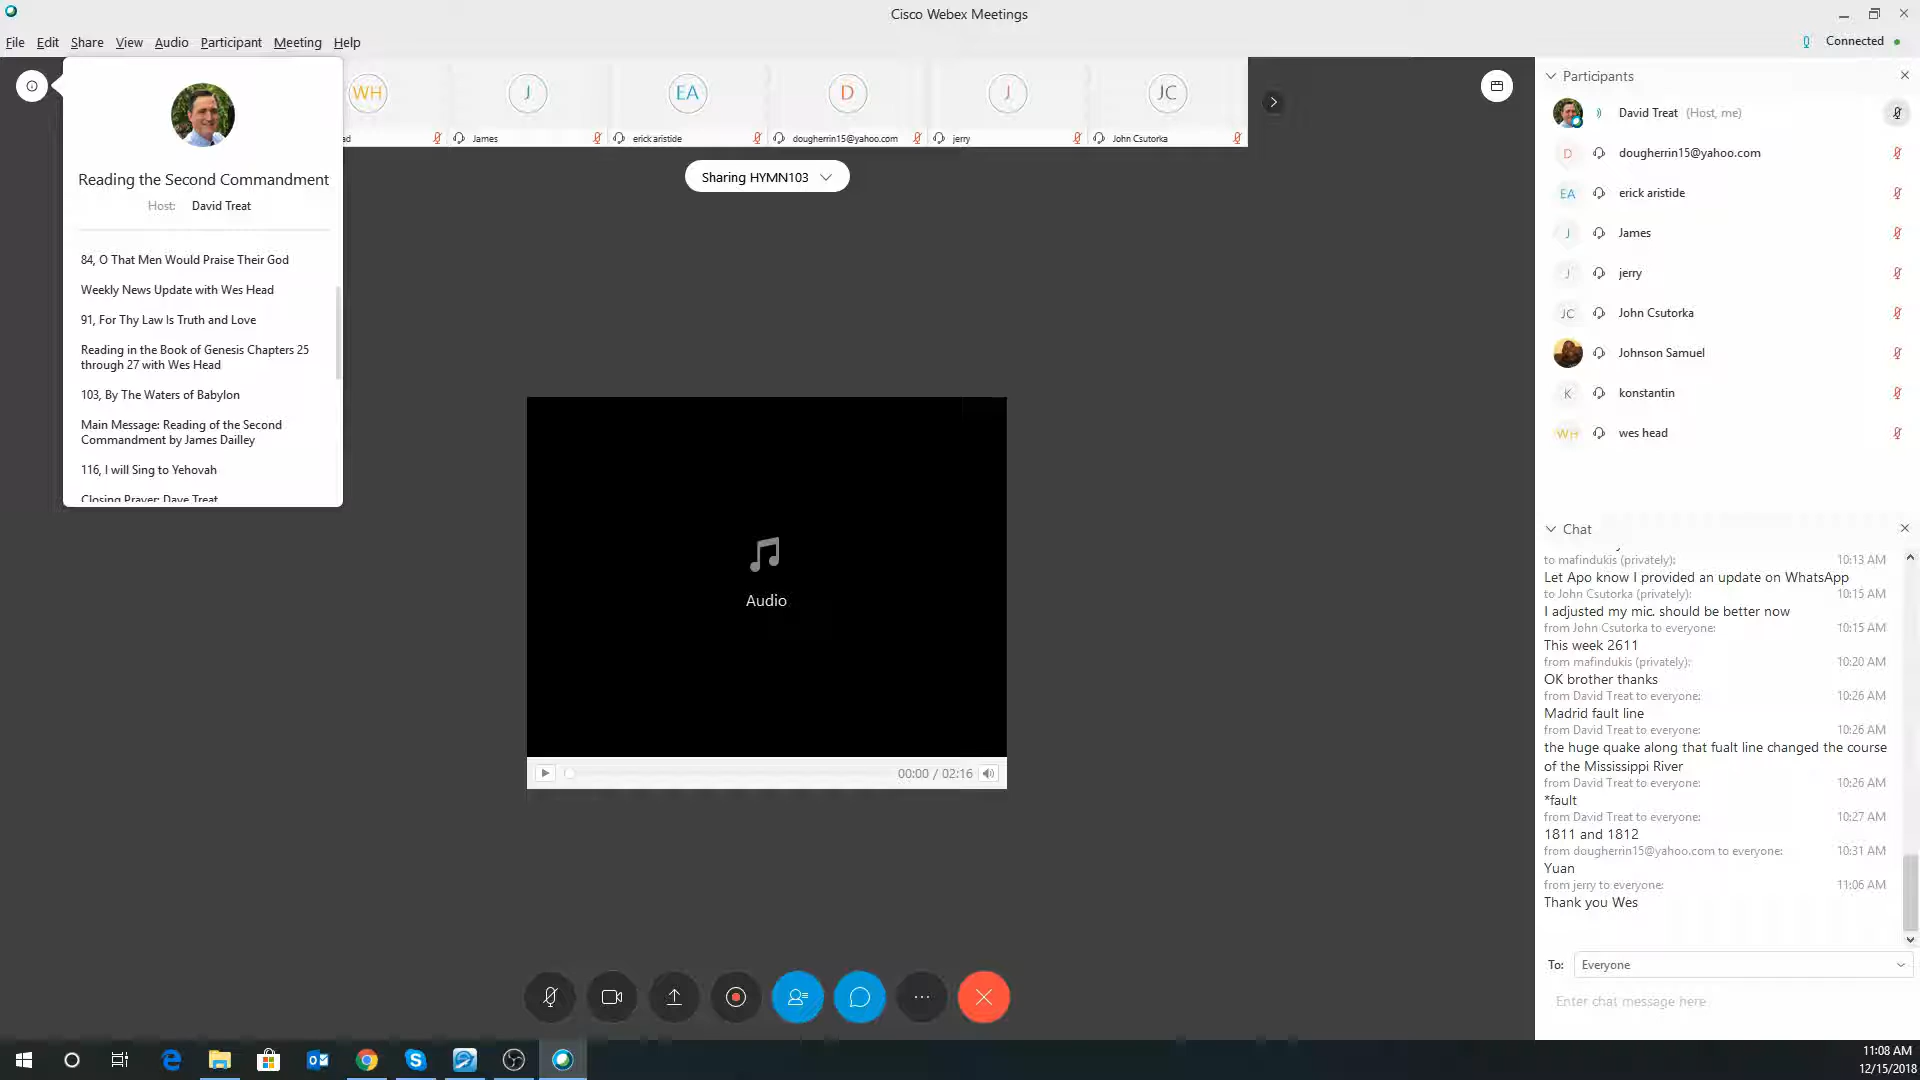 Cisco Webex Meetings
File Edit Share View Audio Participant Meeting Help
Connected
Reading the Second Commandment
Host: David Treat
84, O That Men Would Praise Their God
Weekly News Update with Wes Head
91, For Thy Law Is Truth and Love
Reading in the Book of Genesis Chapters 25
through 27 with Wes Head
103, By The Waters of Babylon
Main Message: Reading of the Second
Commandment by James Dailley
116, I will Sing to Yehovah
Closing Prayer: Dave Treat
WH
J
EA
D
J
JC
ad
James
erick aristide
dougherrin15@yahoo.com
jerry
John Csutorka
Sharing HYMN103
Audio
00:00 / 02:16
Participants
David Treat (Host, me)
D dougherrin15@yahoo.com
EA erick aristide
J James
J jerry
JC John Csutorka
Johnson Samuel
K konstantin
WH wes head
Chat
to mafindukis (privately): 10:13 AM
Let Apo know I provided an update on WhatsApp
to John Csutorka (privately): 10:15 AM
I adjusted my mic. should be better now
from John Csutorka to everyone: 10:15 AM
This week 2611
from mafindukis (privately): 10:20 AM
OK brother thanks
from David Treat to everyone: 10:26 AM
Madrid fault line
from David Treat to everyone: 10:26 AM
the huge quake along that fualt line changed the course
of the Mississippi River
from David Treat to everyone: 10:26 AM
*fault
from David Treat to everyone: 10:27 AM
1811 and 1812
from dougherrin15@yahoo.com to everyone: 10:31 AM
Yuan
from jerry to everyone: 11:06 AM
Thank you Wes
To: Everyone
Enter chat message here
11:08 AM
12/15/2018